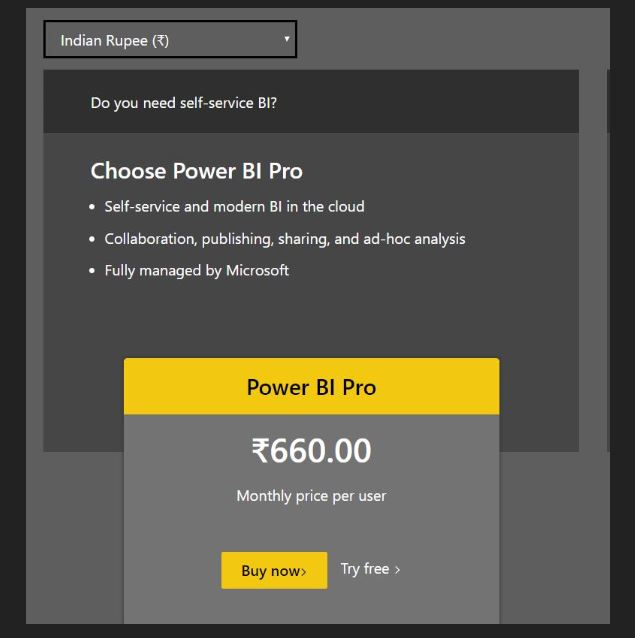 Indian Rupee (₹)
Do you need self-service BI?
Choose Power BI Pro
• Self-service and modern BI in the cloud
• Collaboration, publishing, sharing, and ad-hoc analysis
• Fully managed by Microsoft
Power BI Pro
₹660.00
Monthly price per user
Buy now›
Try free ›